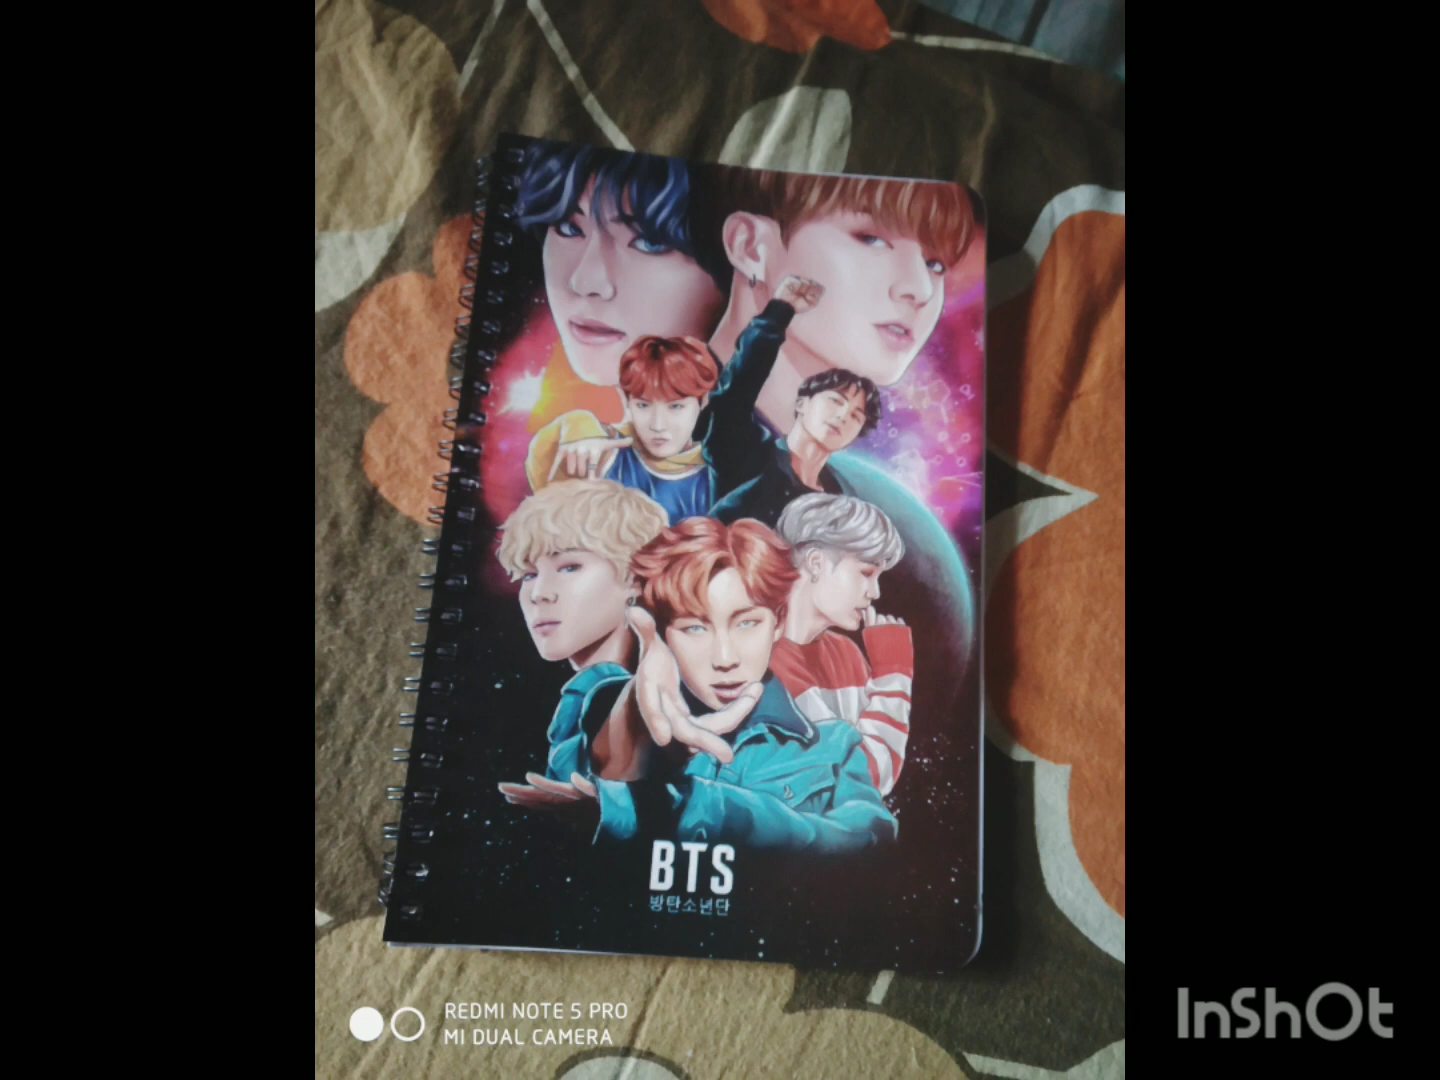 BTS
방탄소년단
REDMI NOTE 5 PRO
MI DUAL CAMERA
InShOt